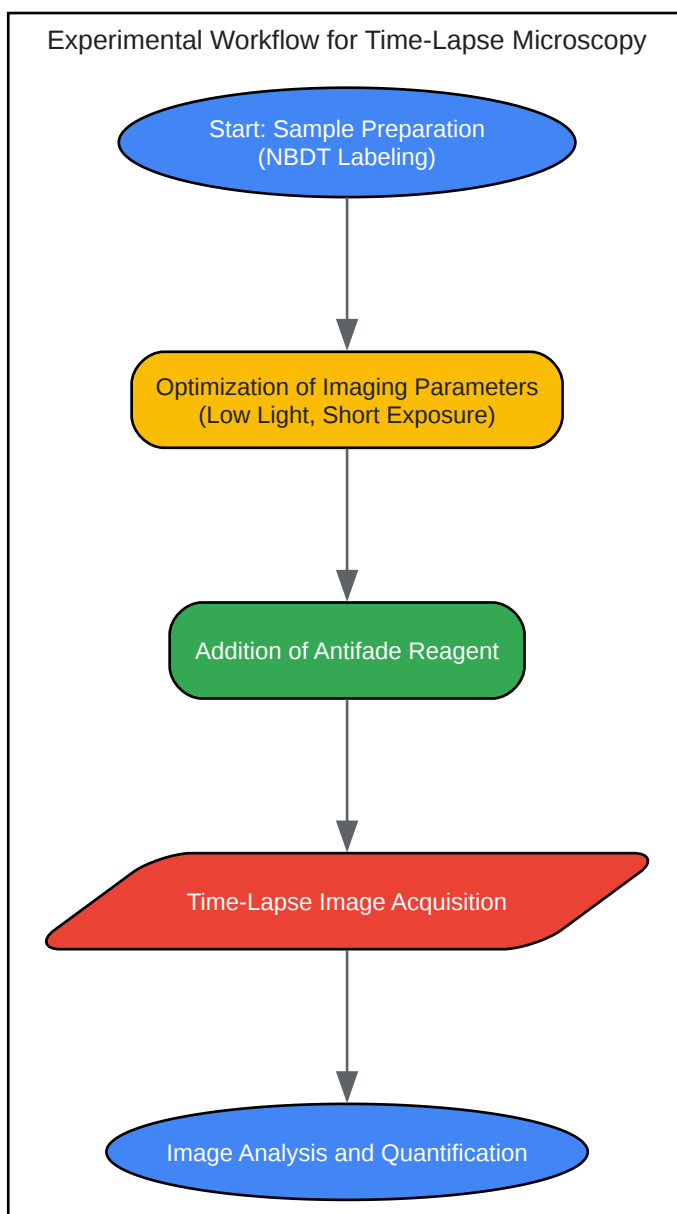 Experimental Workflow for Time-Lapse Microscopy
Start: Sample Preparation
(NBDT Labeling)
Optimization of Imaging Parameters
(Low Light, Short Exposure)
Addition of Antifade Reagent
Time-Lapse Image Acquisition
Image Analysis and Quantification